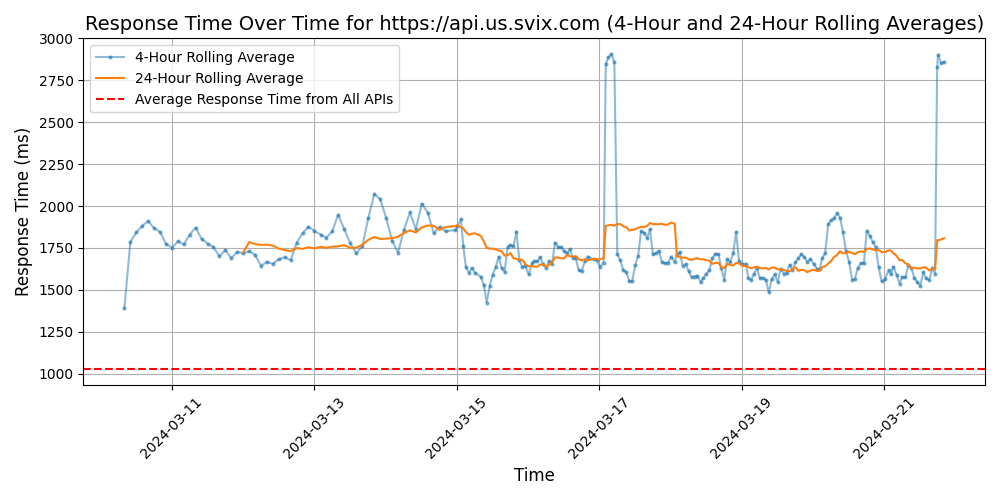 Response Time Over Time for https://api.us.svix.com (4-Hour and 24-Hour Rolling Averages)
4-Hour Rolling Average
24-Hour Rolling Average
Average Response Time from All APIs
Response Time (ms)
3000
2750
2500
2250
2000
1750
1500
1250
1000
2024-03-11
2024-03-13
2024-03-15
2024-03-17
2024-03-19
2024-03-21
Time